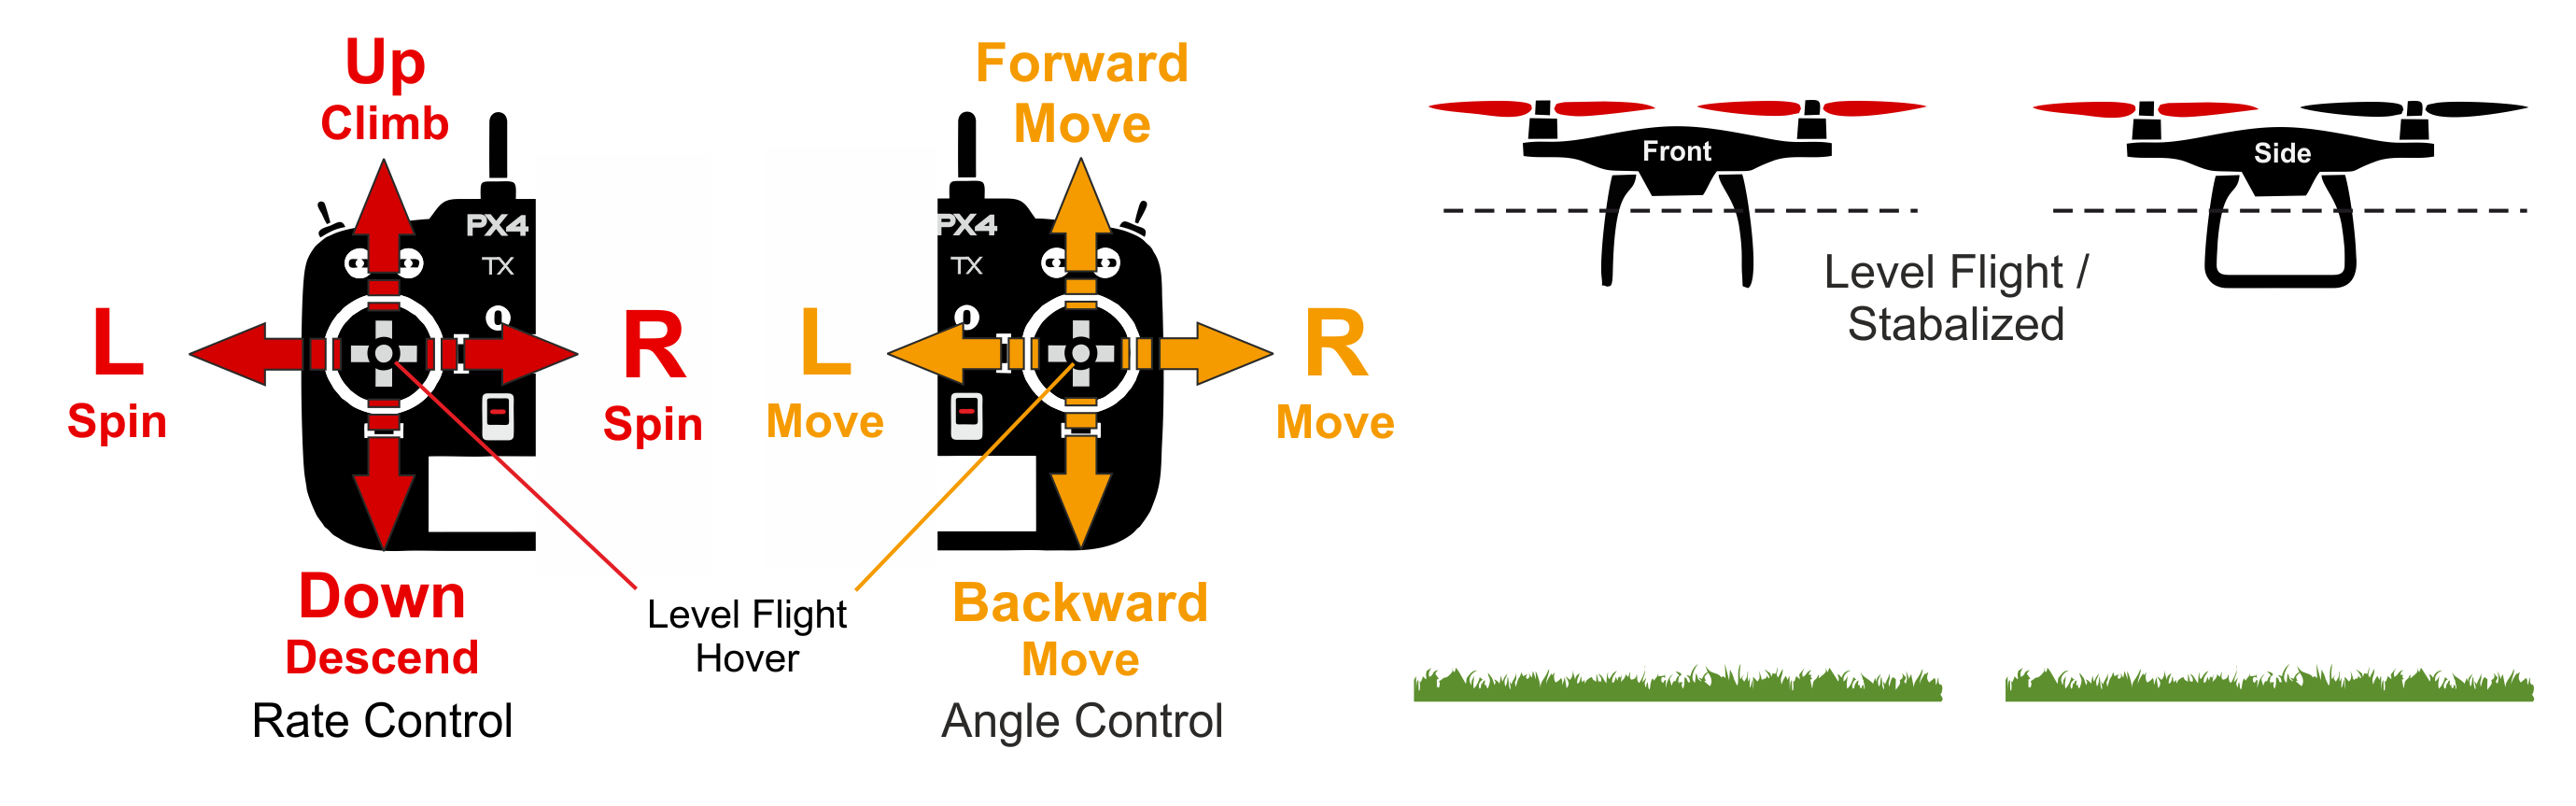 Up
Climb
PX4
TX
L
Spin
R
Spin
Down
Descend
Rate Control
Level Flight
Hover
Forward
Move
PX4
TX
L
Move
R
Move
Backward
Move
Angle Control
Front
Side
Level Flight /
Stabalized